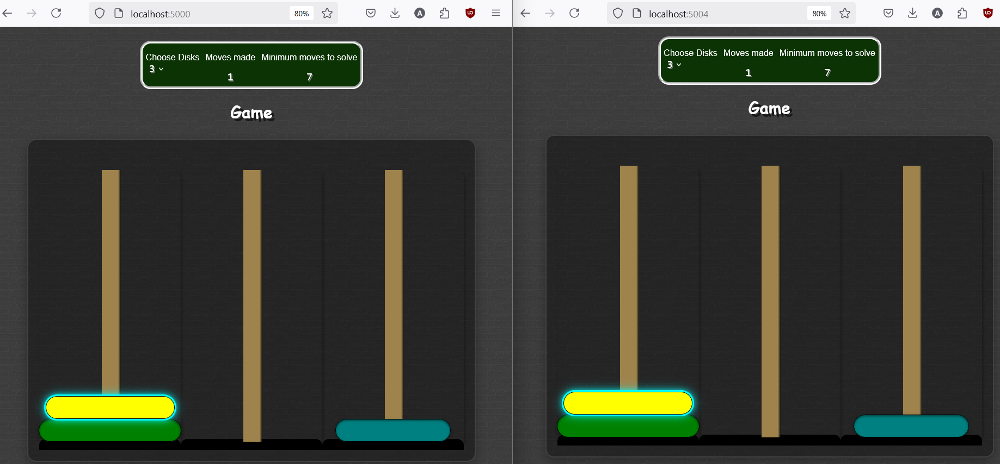 localhost:5000
80%
A
Choose Disks Moves made Minimum moves to solve
3
1
7
Game
localhost:5004
80%
A
Choose Disks Moves made Minimum moves to solve
3
1
7
Game